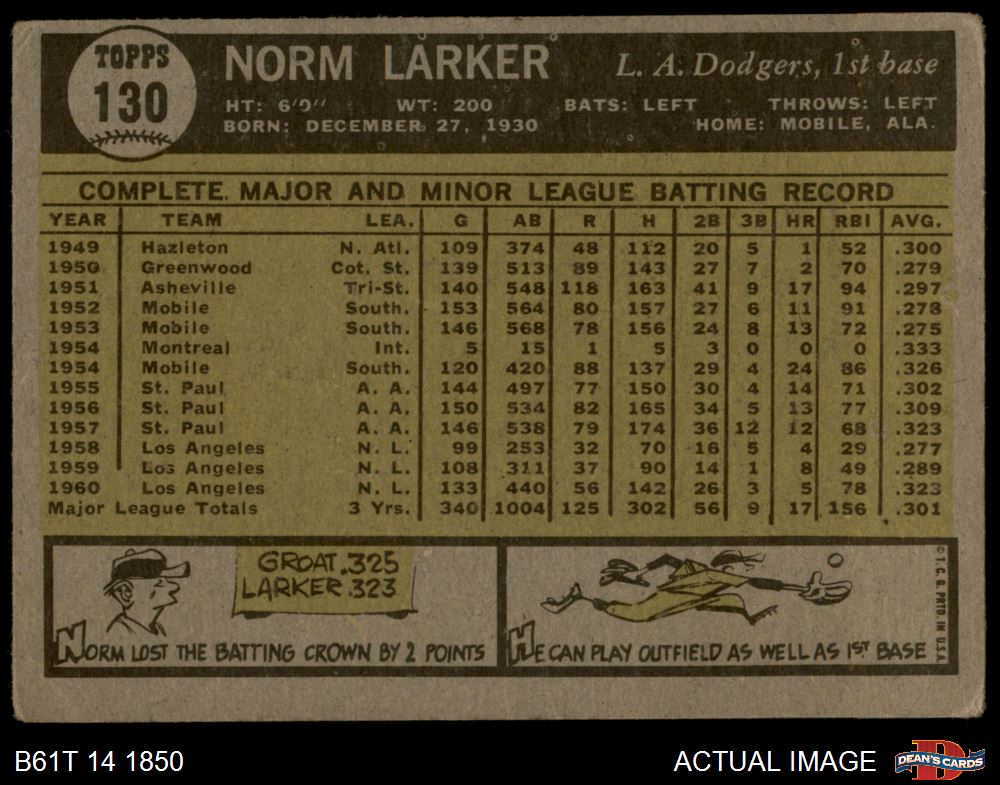 TOPPS
130
NORM LARKER
L. A. Dodgers, 1st base
HT: 6'0" WT: 200 BATS: LEFT THROWS: LEFT
BORN: DECEMBER 27, 1930 HOME: MOBILE, ALA.
COMPLETE MAJOR AND MINOR LEAGUE BATTING RECORD
YEAR TEAM LEA. G AB R H 2B 3B HR RBI AVG.
1949 Hazleton N. Atl. 109 374 48 112 20 5 1 52 .300
1950 Greenwood Cot. St. 139 513 89 143 27 7 2 70 .279
1951 Asheville Tri-St. 140 548 118 163 41 9 17 94 .297
1952 Mobile South. 153 564 80 157 27 6 11 91 .278
1953 Mobile South. 146 568 78 156 24 8 13 72 .275
1954 Montreal Int. 5 15 1 5 3 0 0 0 .333
1954 Mobile South. 120 420 88 137 29 4 24 86 .326
1955 St. Paul A. A. 144 497 77 150 30 4 14 71 .302
1956 St. Paul A. A. 150 534 82 165 34 5 13 77 .309
1957 St. Paul A. A. 146 538 79 174 36 12 12 68 .323
1958 Los Angeles N. L. 99 253 32 70 16 5 4 29 .277
1959 Los Angeles N. L. 108 311 37 90 14 1 8 49 .289
1960 Los Angeles N. L. 133 440 56 142 26 3 5 78 .323
Major League Totals 3 Yrs. 340 1004 125 302 56 9 17 156 .301
GROAT .325
LARKER .323
NORM LOST THE BATTING CROWN BY 2 POINTS
HE CAN PLAY OUTFIELD AS WELL AS 1ST BASE
© T. C. G. PRTD. IN U.S.A.
B61T 14 1850
ACTUAL IMAGE
DEAN'S CARDS